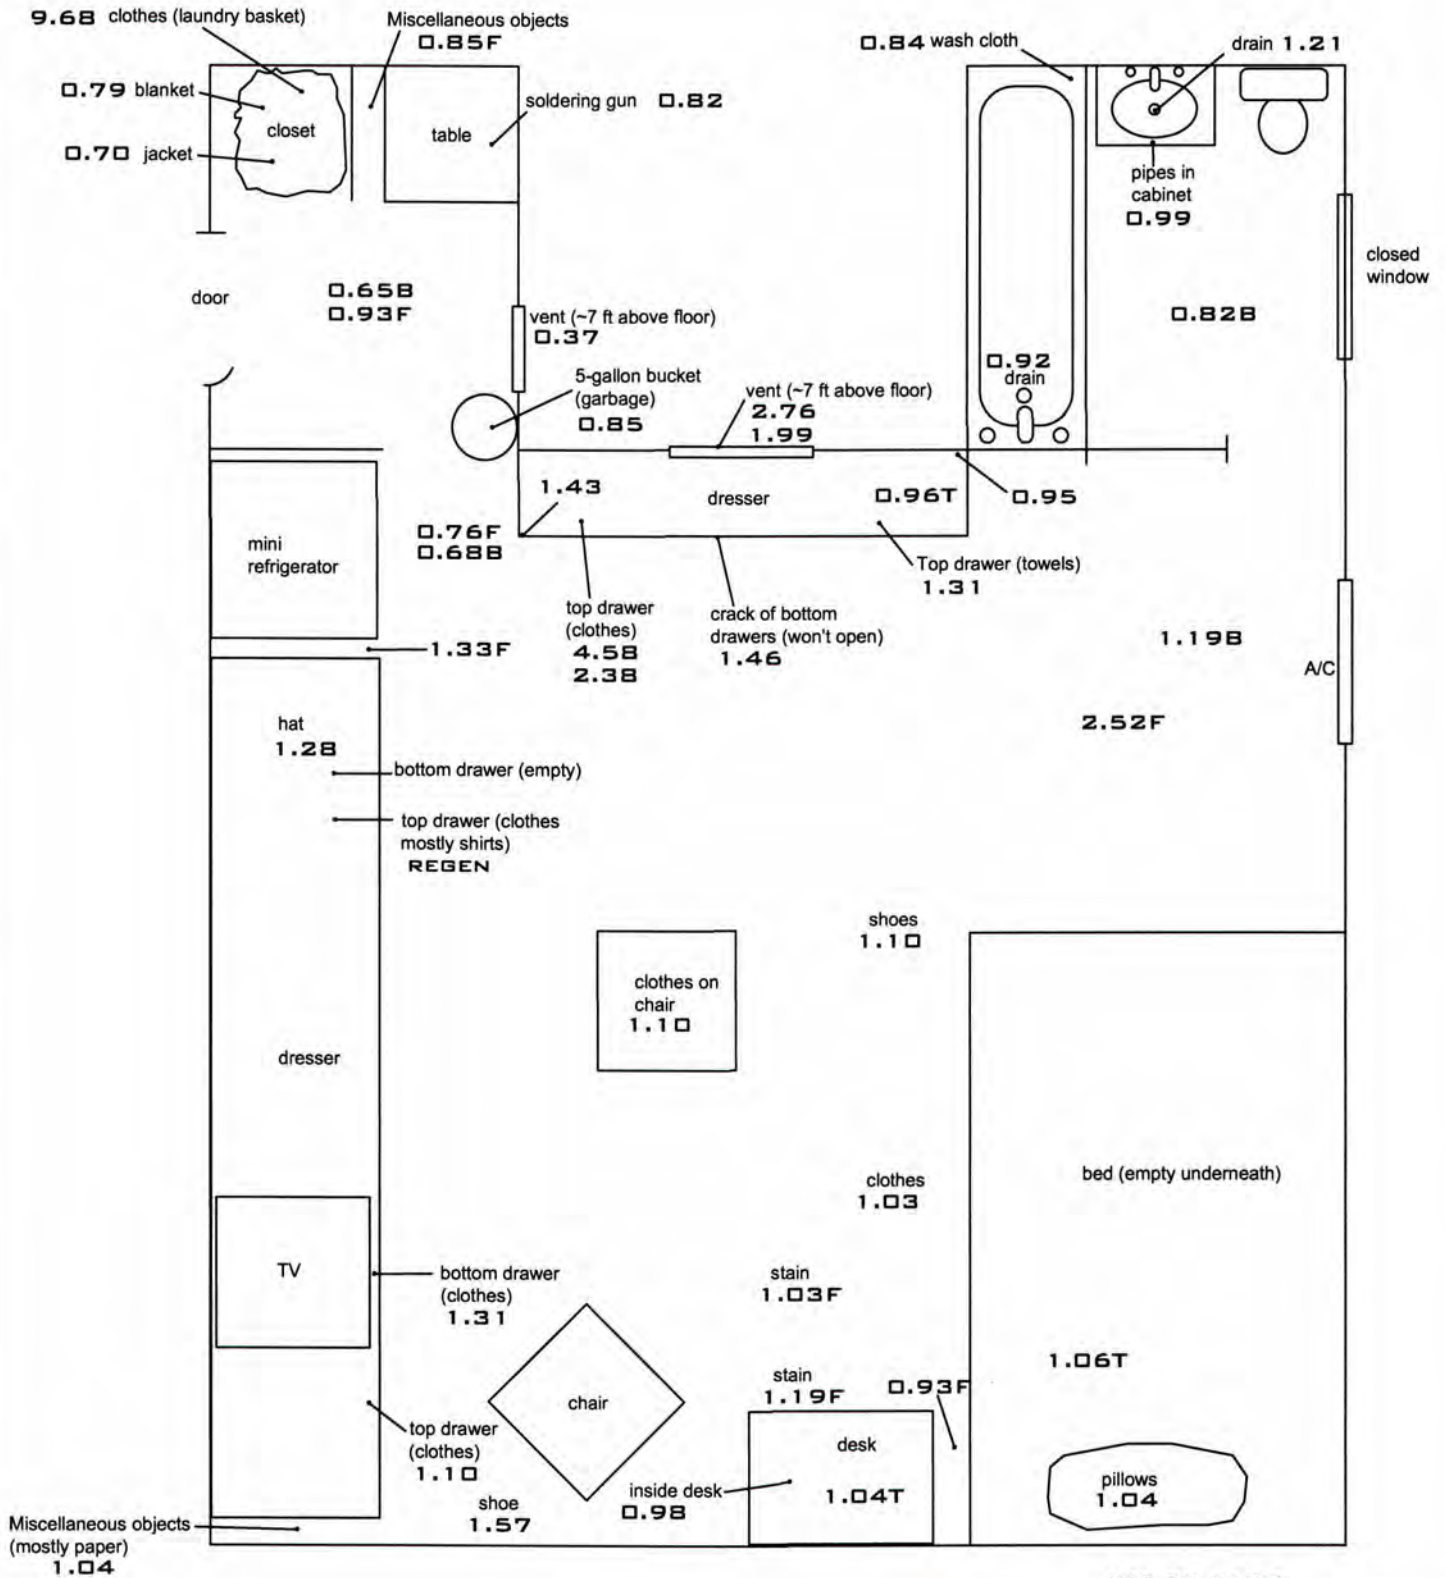 9.68 clothes (laundry basket)
Miscellaneous objects
0.85F
0.84 wash cloth
drain 1.21
0.79 blanket
closet
0.70 jacket
table
soldering gun 0.82
pipes in
cabinet
0.99
closed
window
door
0.65B
0.93F
vent (~7 ft above floor)
0.37
0.82B
5-gallon bucket
(garbage)
0.85
vent (~7 ft above floor)
2.76
1.99
0.92
drain
1.43
dresser
0.96T
0.95
mini
refrigerator
0.76F
0.68B
Top drawer (towels)
1.31
top drawer
(clothes)
4.58
2.38
crack of bottom
drawers (won't open)
1.46
1.33F
1.19B
A/C
2.52F
hat
1.28
bottom drawer (empty)
top drawer (clothes
mostly shirts)
REGEN
shoes
1.10
clothes on
chair
1.10
dresser
bed (empty underneath)
clothes
1.03
TV
bottom drawer
(clothes)
1.31
stain
1.03F
1.06T
stain
1.19F
0.93F
chair
top drawer
(clothes)
1.10
desk
inside desk
0.98
1.04T
pillows
1.04
shoe
1.57
Miscellaneous objects
(mostly paper)
1.04